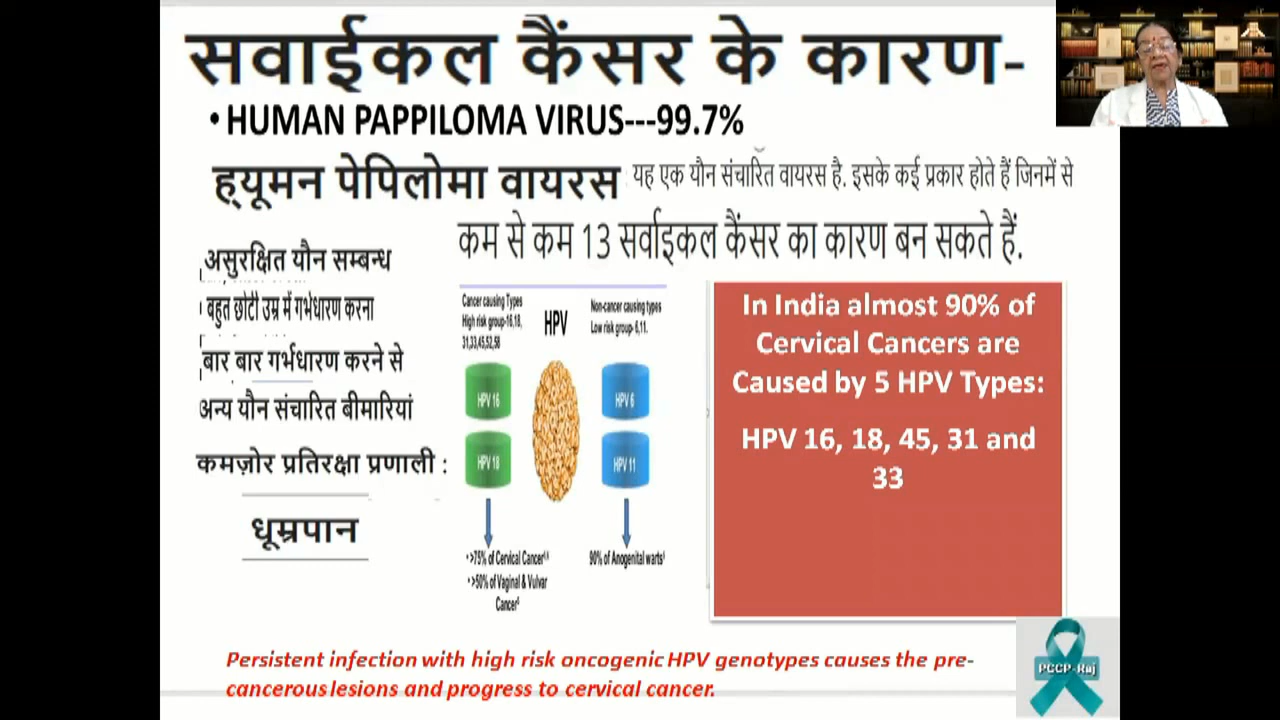 सवाईकल कैंसर के कारण-
• HUMAN PAPPILOMA VIRUS---99.7%
ह्यूमन पेपिलोमा वायरस यह एक यौन संचारित वायरस है. इसके कई प्रकार होते हैं जिनमें से
कम से कम 13 सर्वाइकल कैंसर का कारण बन सकते हैं.
असुरक्षित यौन सम्बन्ध
बहुत छोटी उम्र में गर्भधारण करना
बार बार गर्भधारण करने से
अन्य यौन संचारित बीमारियां
कमज़ोर प्रतिरक्षा प्रणाली :
धूम्रपान
Cancer causing Types
High risk group-16,18,
31,33,45,52,58
HPV
Non-cancer causing types
Low risk group- 6,11.
HPV 16
HPV 6
HPV 18
HPV 11
•>75% of Cervical Cancer
•>50% of Vaginal & Vulvar
Cancer
90% of Anogenital warts
In India almost 90% of
Cervical Cancers are
Caused by 5 HPV Types:
HPV 16, 18, 45, 31 and
33
Persistent infection with high risk oncogenic HPV genotypes causes the pre-
cancerous lesions and progress to cervical cancer.
PCCP-Raj